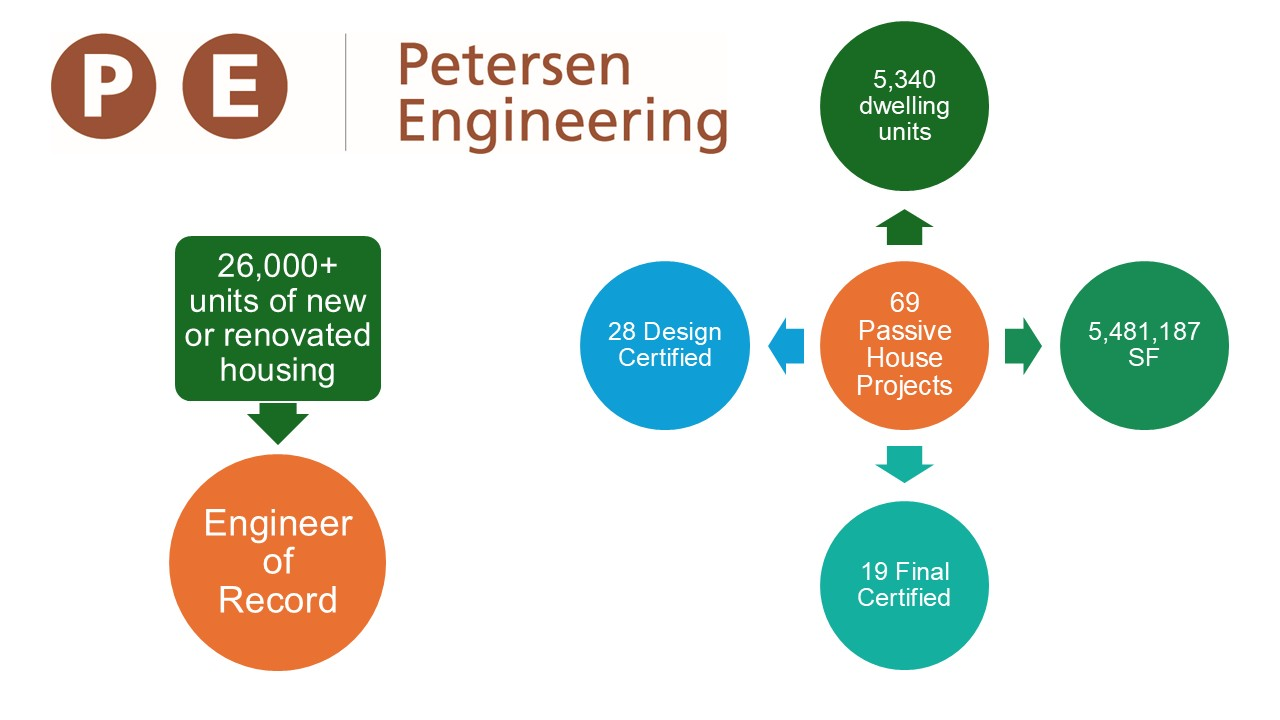 P E
Petersen
Engineering
26,000+
units of new
or renovated
housing
Engineer
of
Record
5,340
dwelling
units
28 Design
Certified
69
Passive
House
Projects
5,481,187
SF
19 Final
Certified